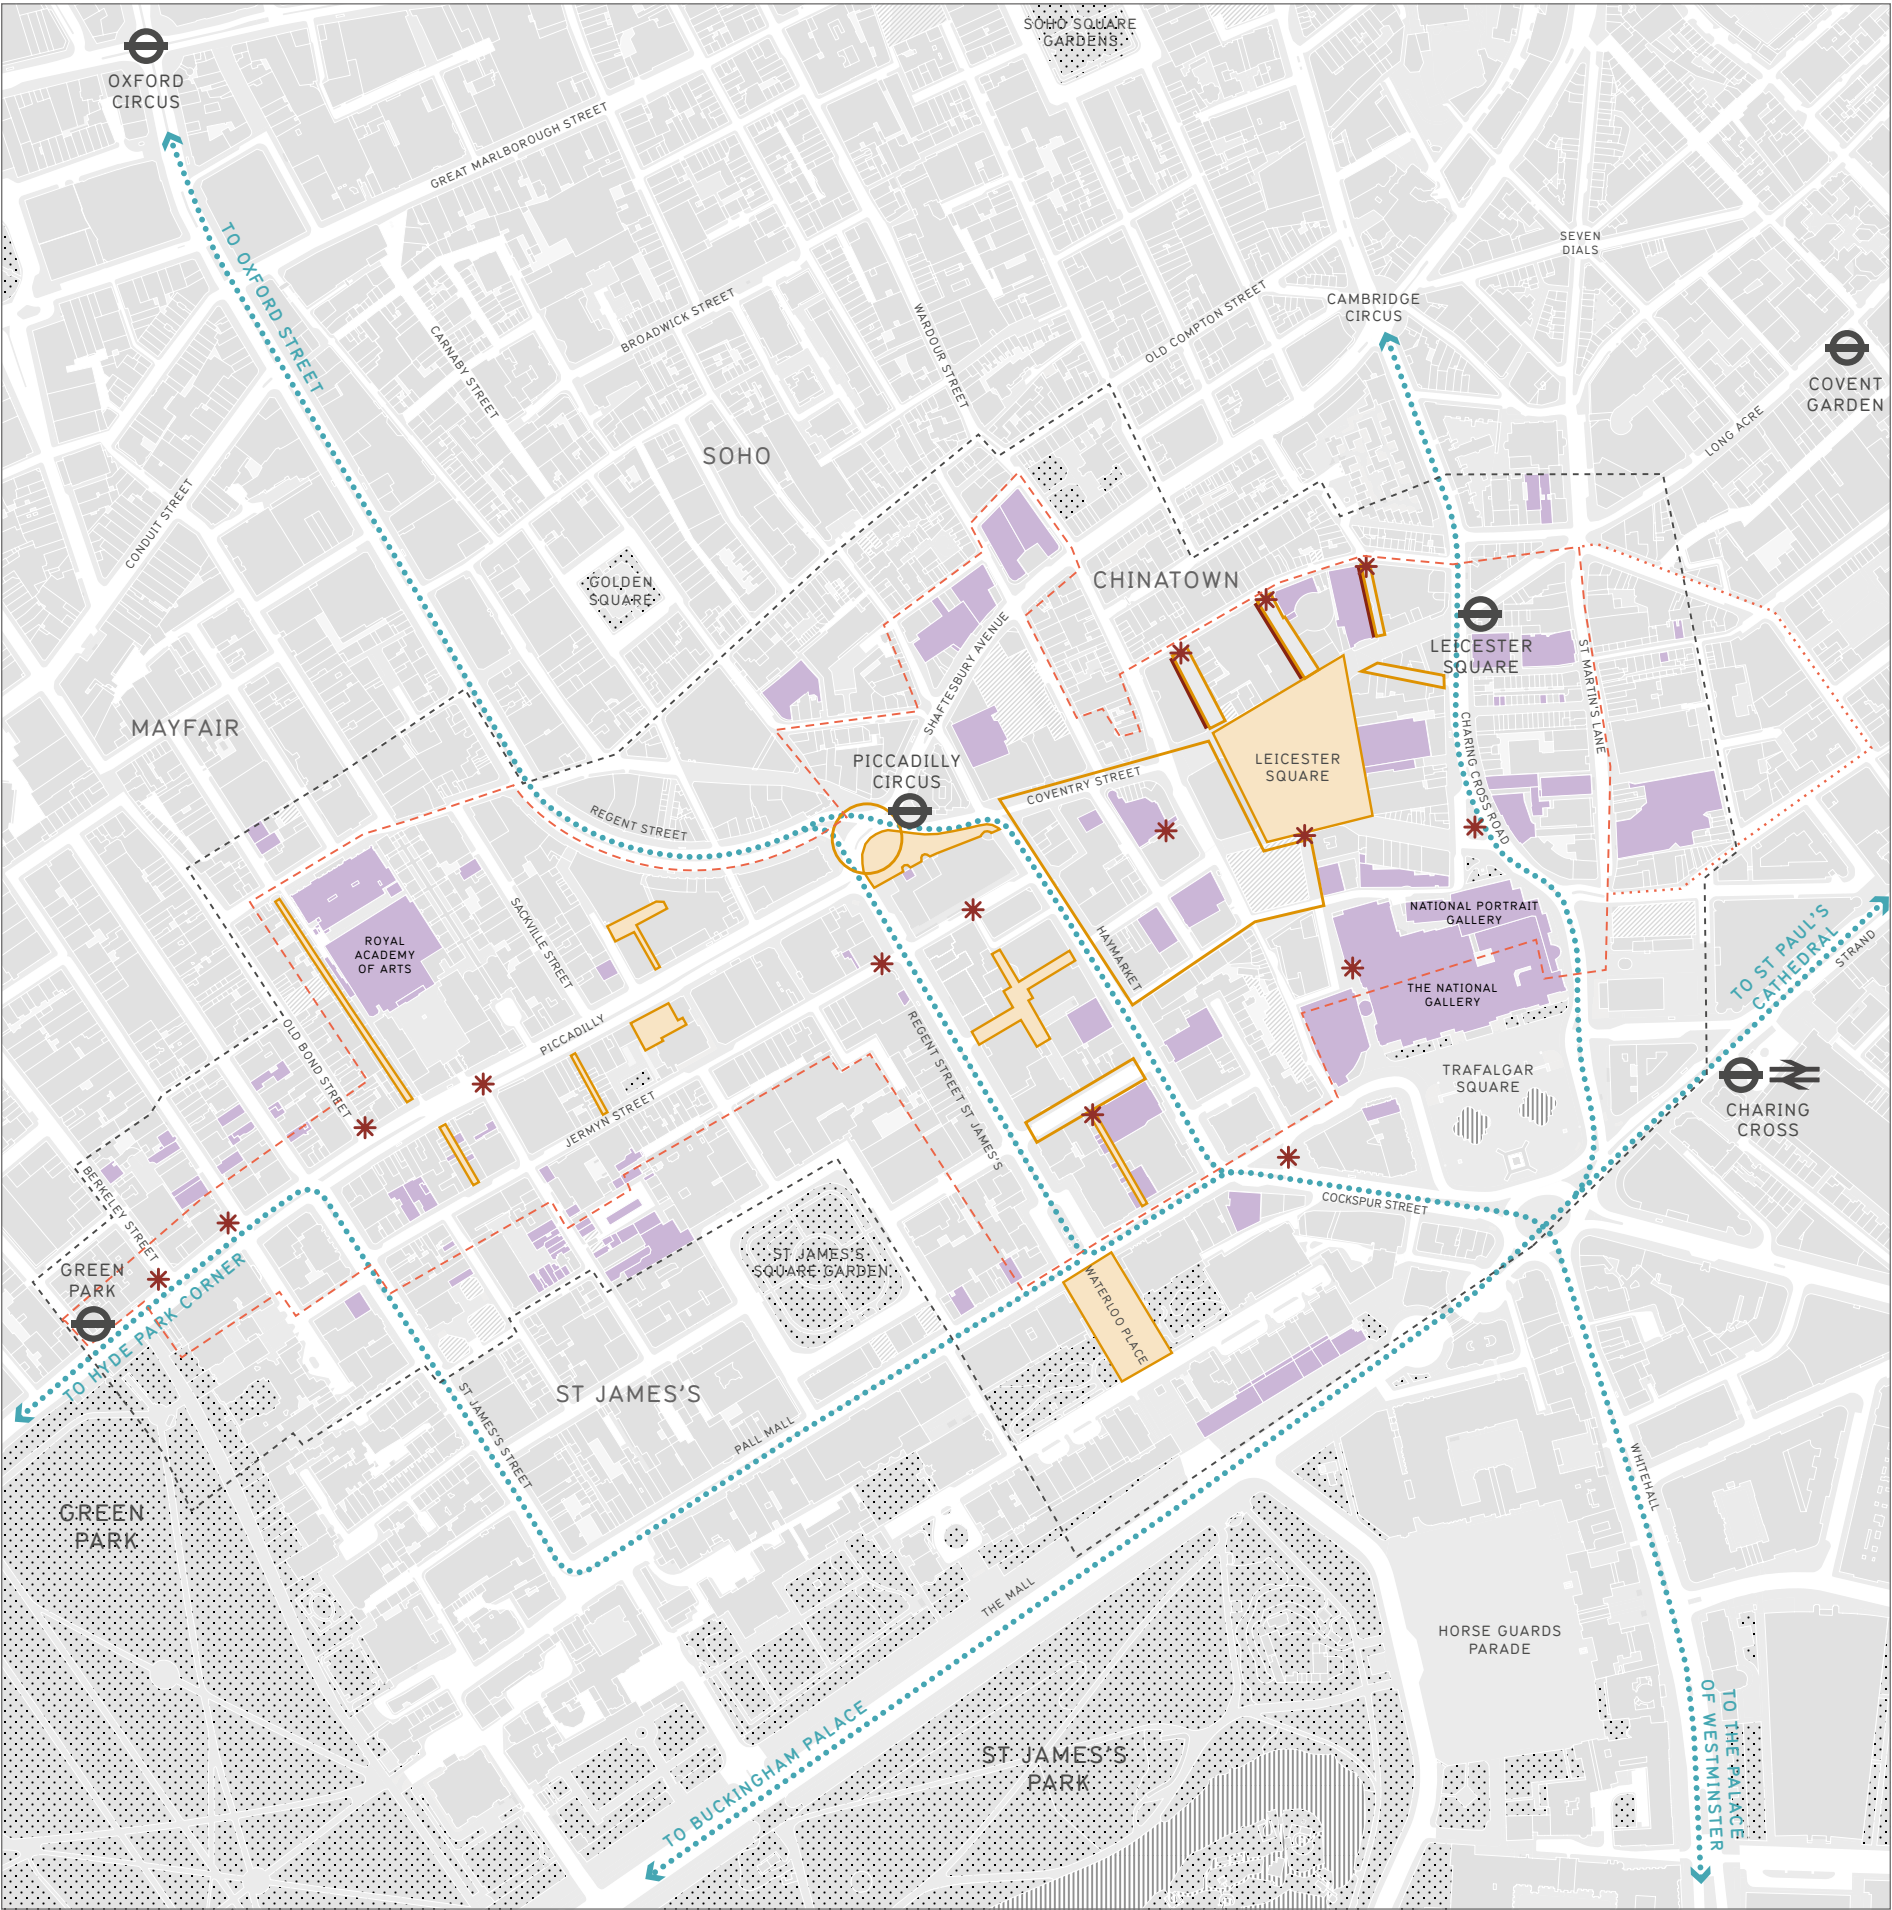 SOHO SQUARE
GARDENS
OXFORD
CIRCUS
GREAT MARLBOROUGH STREET
TO OXFORD STREET
SEVEN
DIALS
CAMBRIDGE
CIRCUS
BROADWICK STREET
CARNABY STREET
WARDOUR STREET
OLD COMPTON STREET
COVENT
GARDEN
LONG ACRE
SOHO
CONDUIT STREET
GOLDEN
SQUARE
CHINATOWN
SHAFTESBURY AVENUE
LEICESTER
SQUARE
ST MARTIN'S LANE
MAYFAIR
PICCADILLY
CIRCUS
LEICESTER
SQUARE
COVENTRY STREET
CHARING CROSS ROAD
REGENT STREET
NATIONAL PORTRAIT
GALLERY
ROYAL
ACADEMY
OF ARTS
SACKVILLE STREET
HAYMARKET
TO ST PAUL'S
CATHEDRAL
STRAND
THE NATIONAL
GALLERY
OLD BOND STREET
PICCADILLY
REGENT STREET ST JAMES'S
TRAFALGAR
SQUARE
JERMYN STREET
CHARING
CROSS
BERKELEY STREET
COCKSPUR STREET
GREEN
PARK
TO HYDE PARK CORNER
ST JAMES'S
SQUARE GARDEN
WATERLOO PLACE
ST JAMES'S
ST JAMES'S STREET
PALL MALL
WHITEHALL
GREEN
PARK
THE MALL
HORSE GUARDS
PARADE
TO BUCKINGHAM PALACE
ST JAMES'S
PARK
TO THE PALACE
OF WESTMINSTER